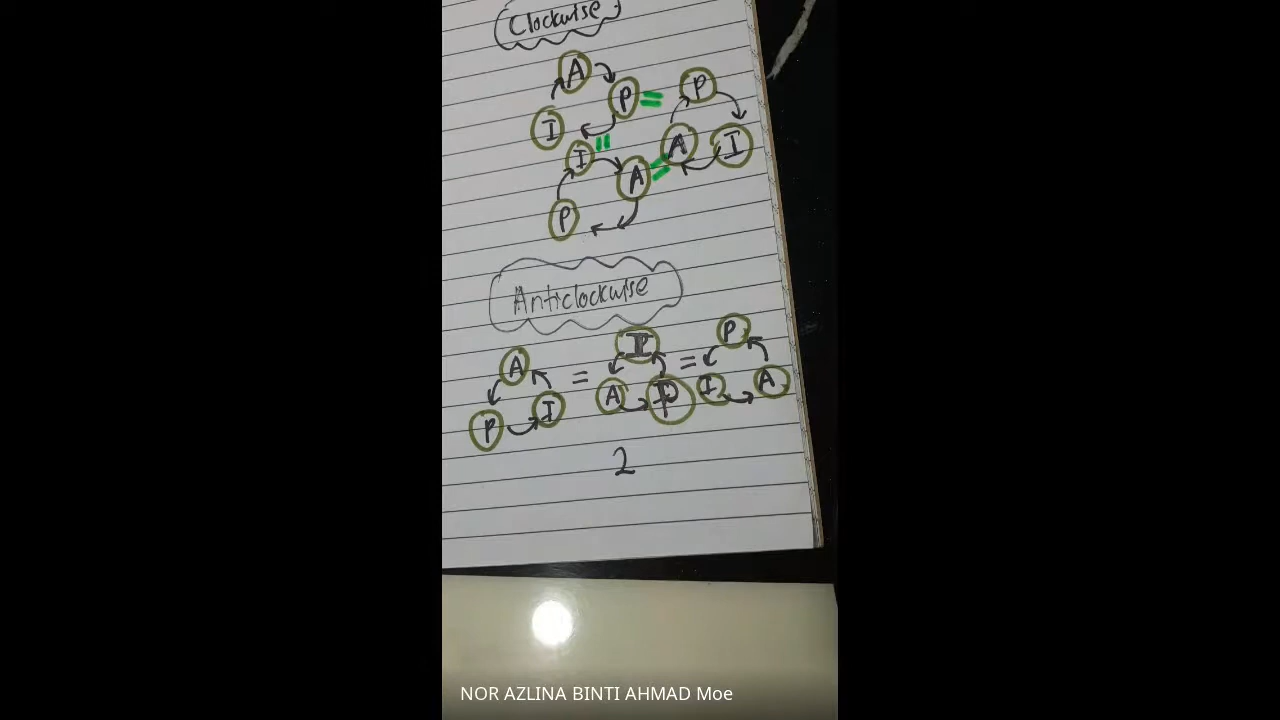 Clockwise
A
P = P
I
I
A = A
I
P
Anticlockwise
A = I = P
P I A P I A
2
NOR AZLINA BINTI AHMAD Moe